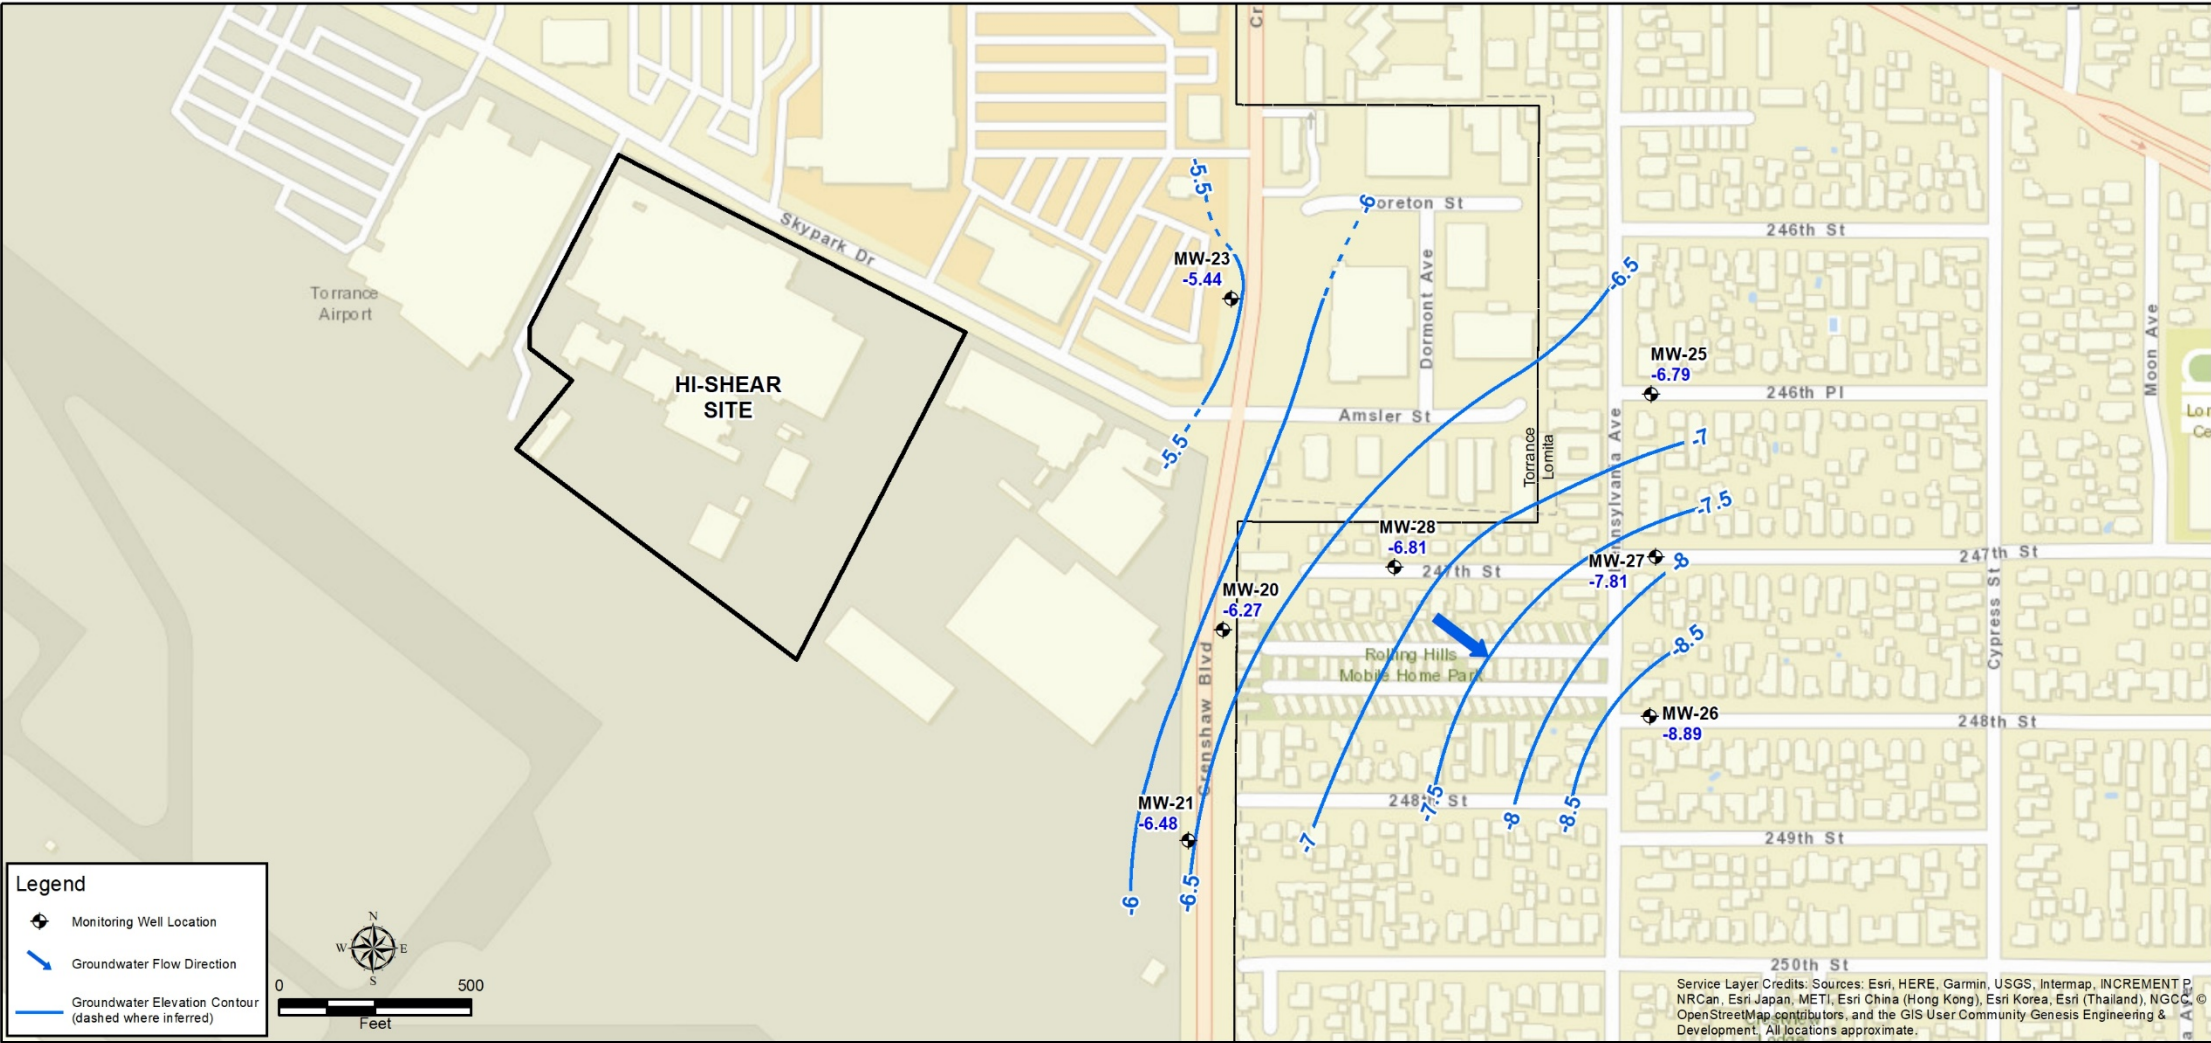 Cr
-5.5
-6
oreton St
246th St
Skypark Dr
MW-23
-5.44
-6.5
Dormont Ave
Torrance
Airport
Moon Ave
MW-25
-6.79
246th Pl
HI-SHEAR
SITE
Amsler St
-5.5
Torrance
Lomita
-7
-7.5
MW-28
-6.81
247th St
MW-27
-7.81
-8
247th St
MW-20
-6.27
Cypress St
-8.5
Rolling Hills
Mobile Home Park
Crenshaw Blvd
MW-26
-8.89
248th St
MW-21
-6.48
248th St
-7.5
-8
-8.5
-7
249th St
-6
-6.5
250th St
Legend
Monitoring Well Location
Groundwater Flow Direction
Groundwater Elevation Contour
(dashed where inferred)
N
W
E
S
0
500
Feet
Service Layer Credits: Sources: Esri, HERE, Garmin, USGS, Intermap, INCREMENT P,
NRCan, Esri Japan, METI, Esri China (Hong Kong), Esri Korea, Esri (Thailand), NGCC, ©
OpenStreetMap contributors, and the GIS User Community Genesis Engineering &
Development. All locations approximate.